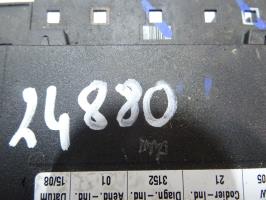 24880
W 05
Codier-Ind. 21
Diagn.-Ind. 3152
Aend.-Ind. 01
Datum 15/08